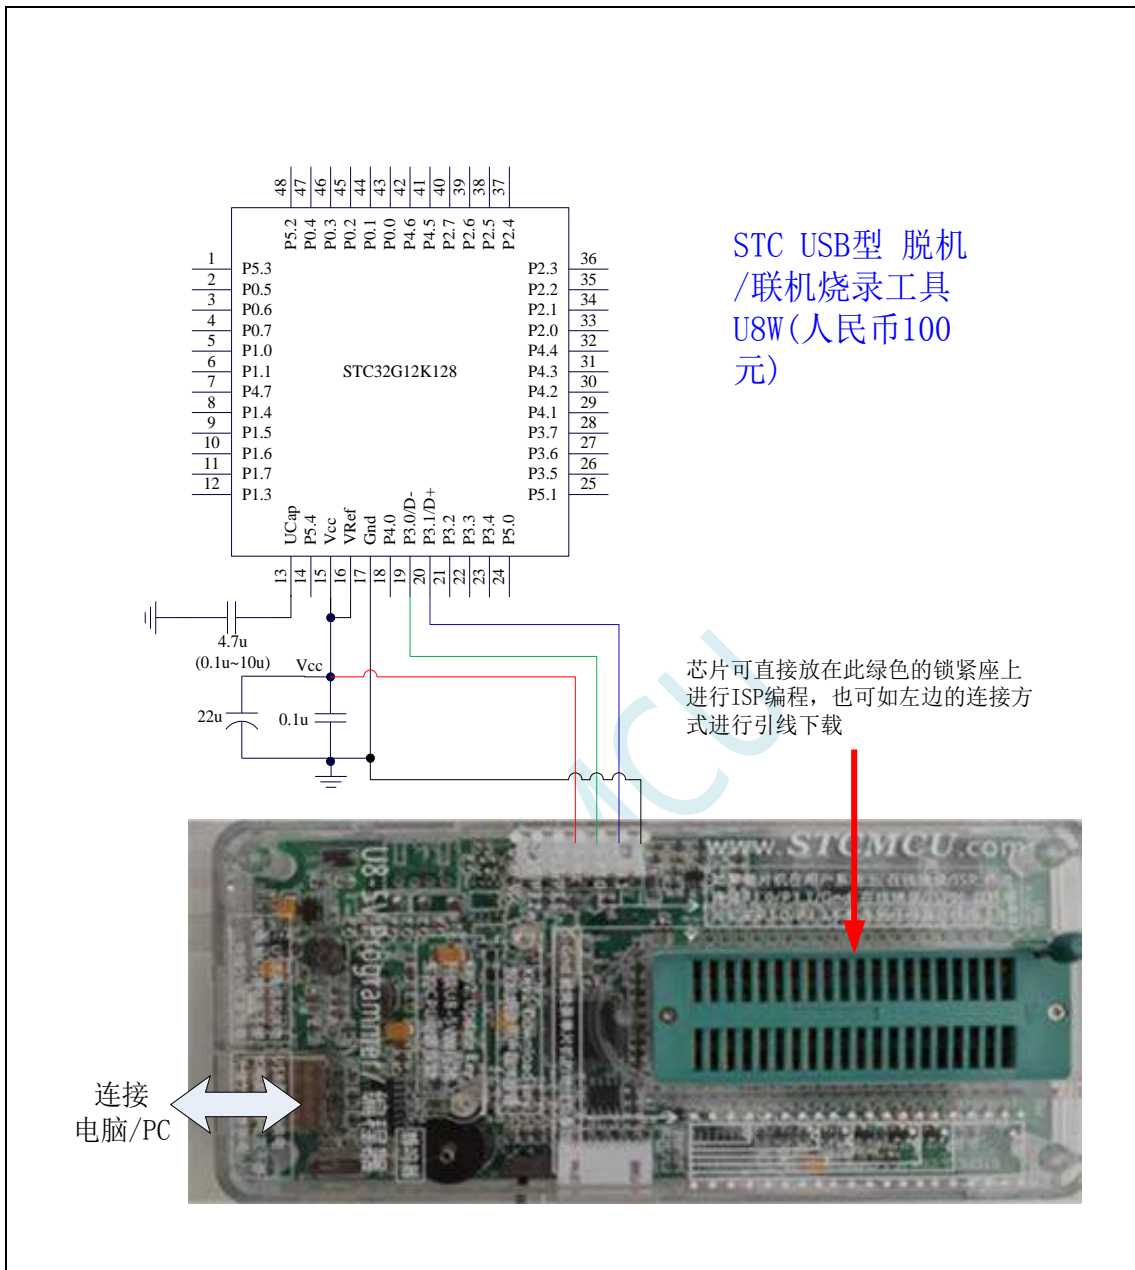 48
47
46
45
44
43
42
41
40
39
38
37
P5.2
P0.4
P0.3
P0.2
P0.1
P0.0
P4.6
P4.5
P2.7
P2.6
P2.5
P2.4
1 P5.3
2 P0.5
3 P0.6
4 P0.7
5 P1.0
6 P1.1
7 P4.7
8 P1.4
9 P1.5
10 P1.6
11 P1.7
12 P1.3
STC32G12K128
P2.3 36
P2.2 35
P2.1 34
P2.0 33
P4.4 32
P4.3 31
P4.2 30
P4.1 29
P3.7 28
P3.6 27
P3.5 26
P5.1 25
UCap
P5.4
Vcc
VRef
Gnd
P4.0
P3.0/D-
P3.1/D+
P3.2
P3.3
P3.4
P5.0
13
14
15
16
17
18
19
20
21
22
23
24
STC USB型 脱机
/联机烧录工具
U8W(人民币100
元)
4.7u
(0.1u~10u)
Vcc
22u
0.1u
芯片可直接放在此绿色的锁紧座上
进行ISP编程，也可如左边的连接方
式进行引线下载
MCU
www.STCMCU.com
连接
电脑/PC